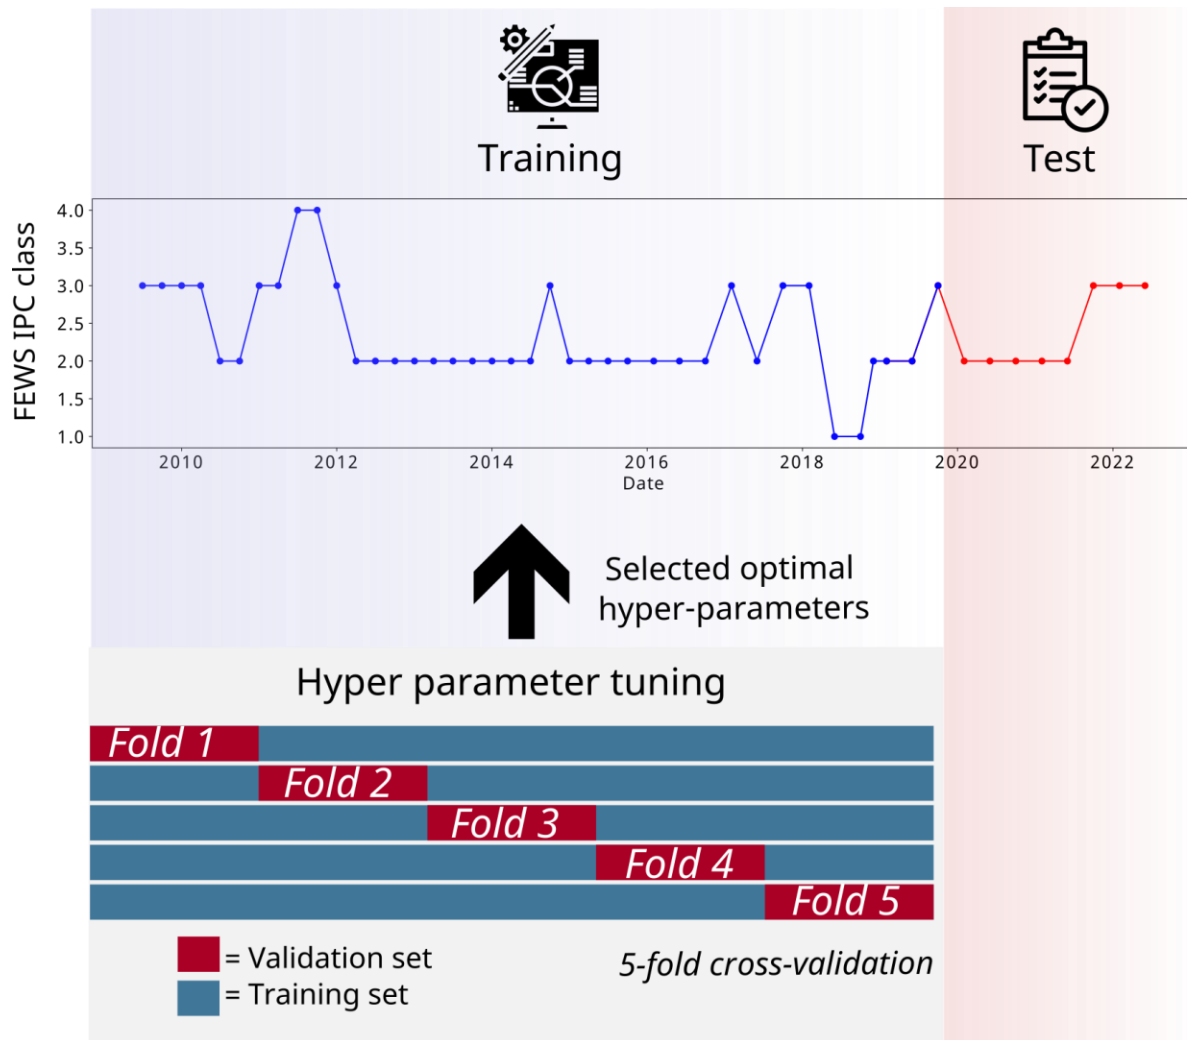 Training
Test
FEWS IPC class
4.0
3.5
3.0
2.5
2.0
1.5
1.0
2010 2012 2014 2016 2018 2020 2022
Date
Selected optimal
hyper-parameters
Hyper parameter tuning
Fold 1
Fold 2
Fold 3
Fold 4
Fold 5
= Validation set
= Training set
5-fold cross-validation